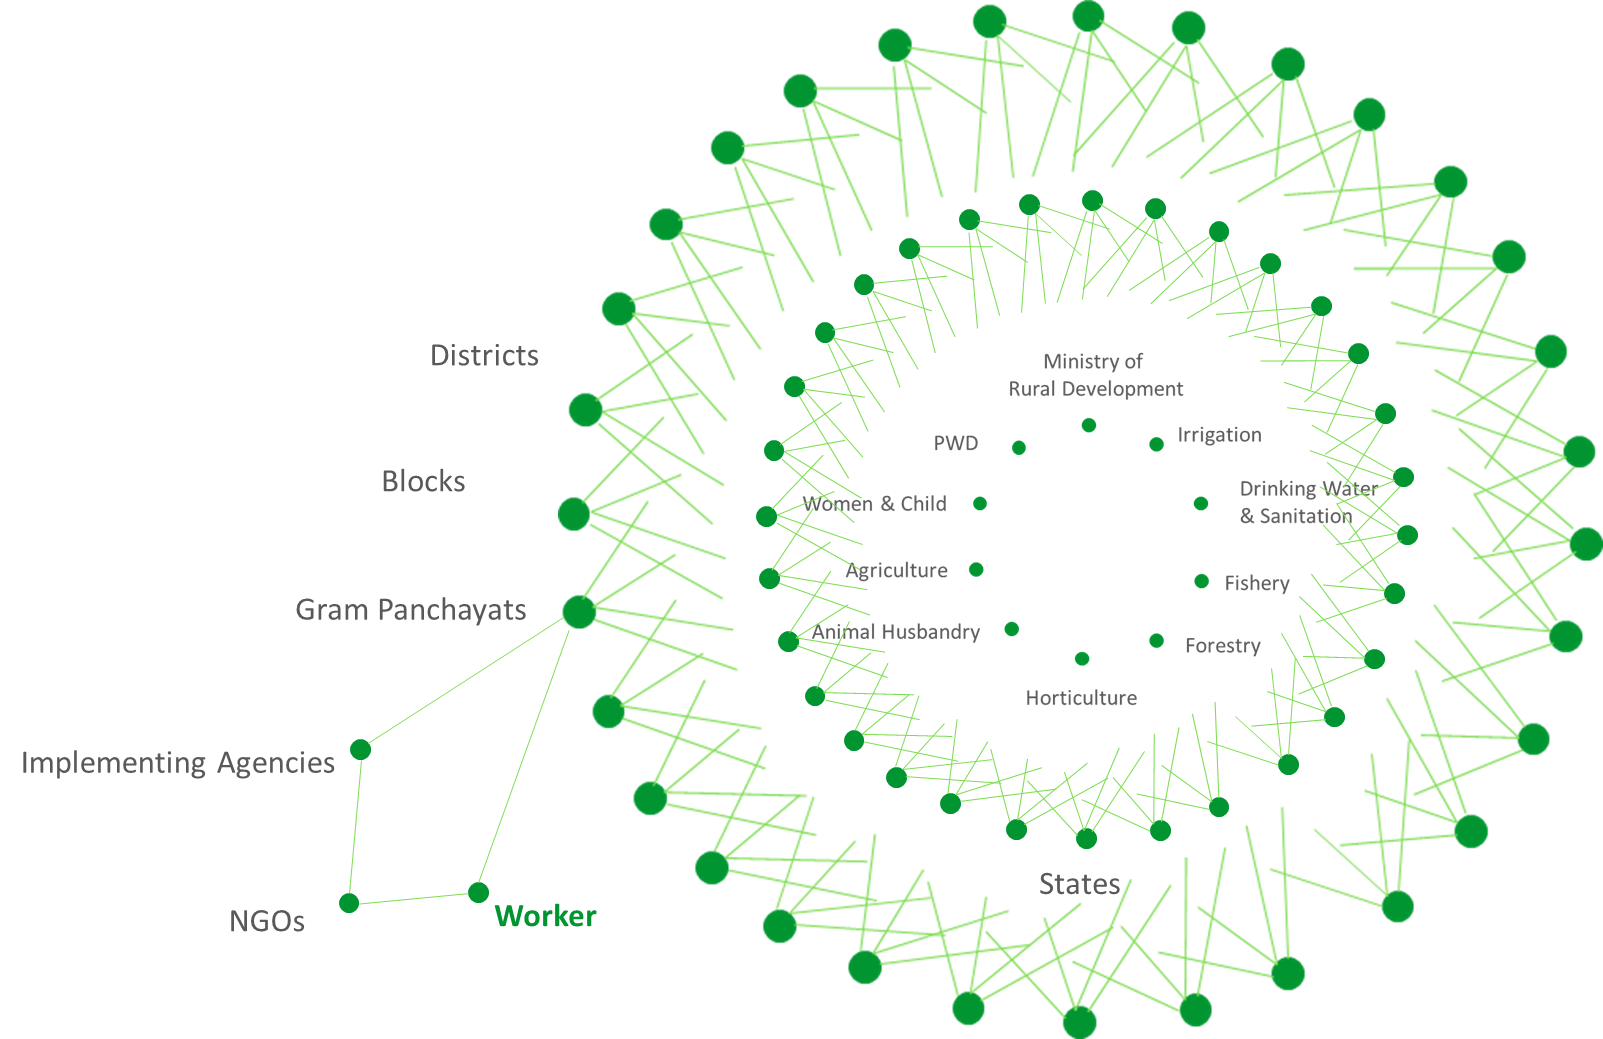 Districts
Blocks
Gram Panchayats
Implementing Agencies
NGOs
Worker
Ministry of
Rural Development
PWD
Irrigation
Women & Child
Drinking Water
& Sanitation
Agriculture
Fishery
Animal Husbandry
Forestry
Horticulture
States